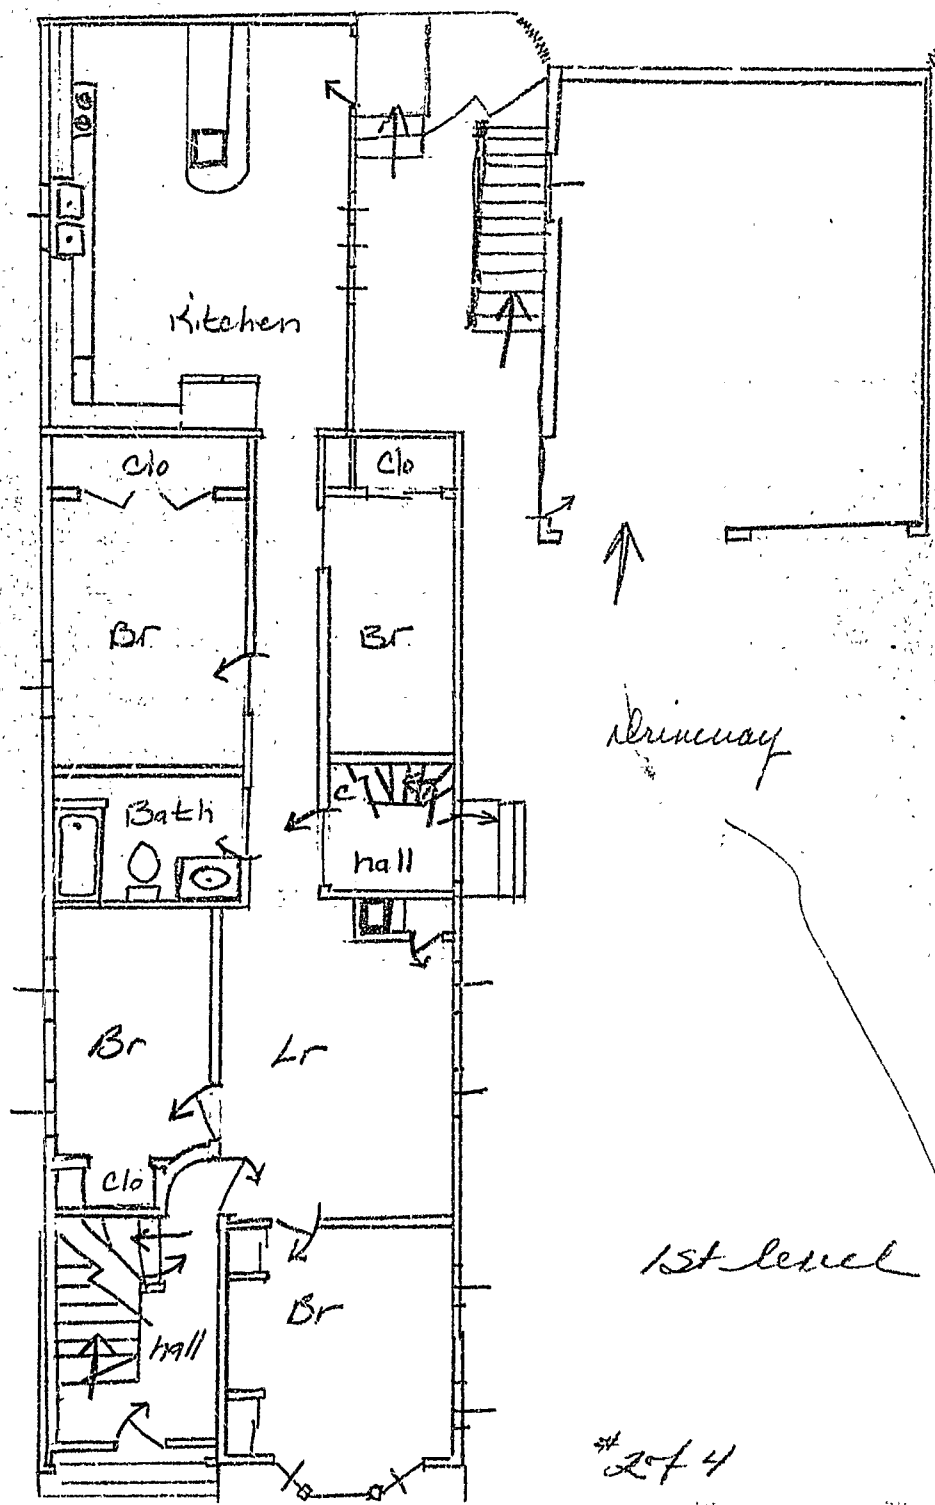 Kitchen
Clo
Clo
Br
Br
Driveway
C
Bath
hall
Br
Lr
Clo
1st level
Br
hall
#2 of 4